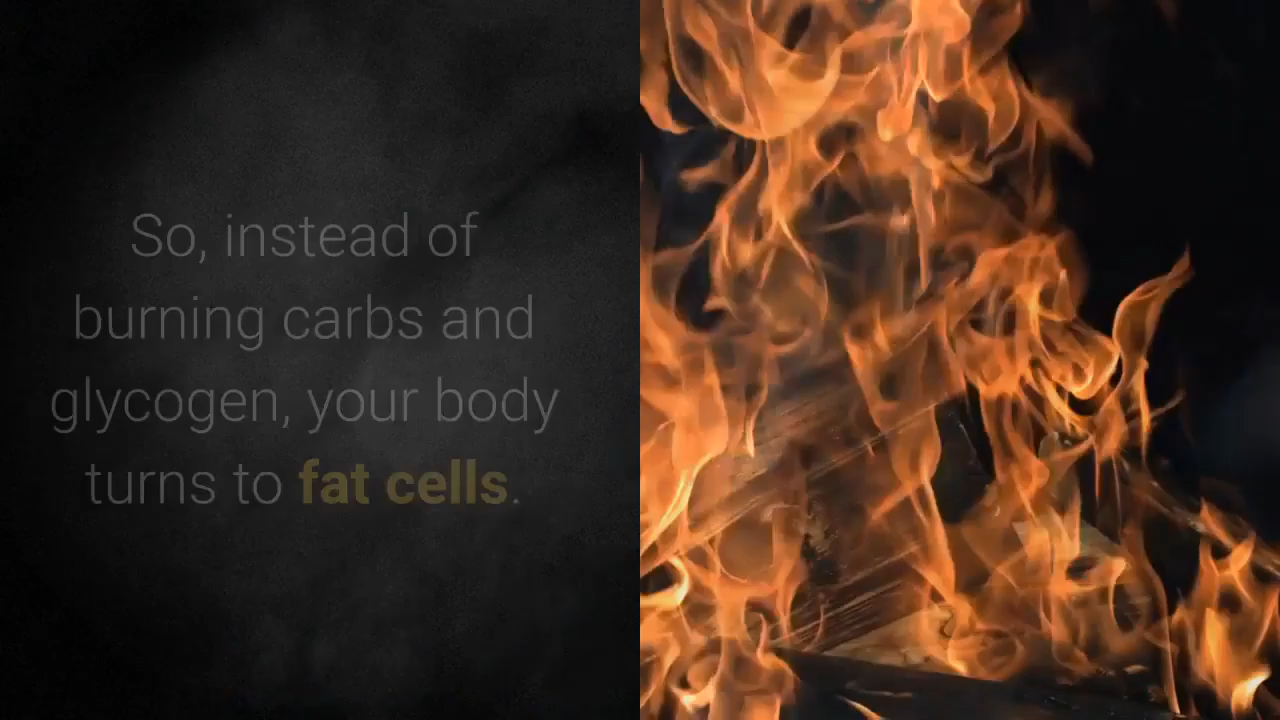 So, instead of
burning carbs and
glycogen, your body
turns to fat cells.